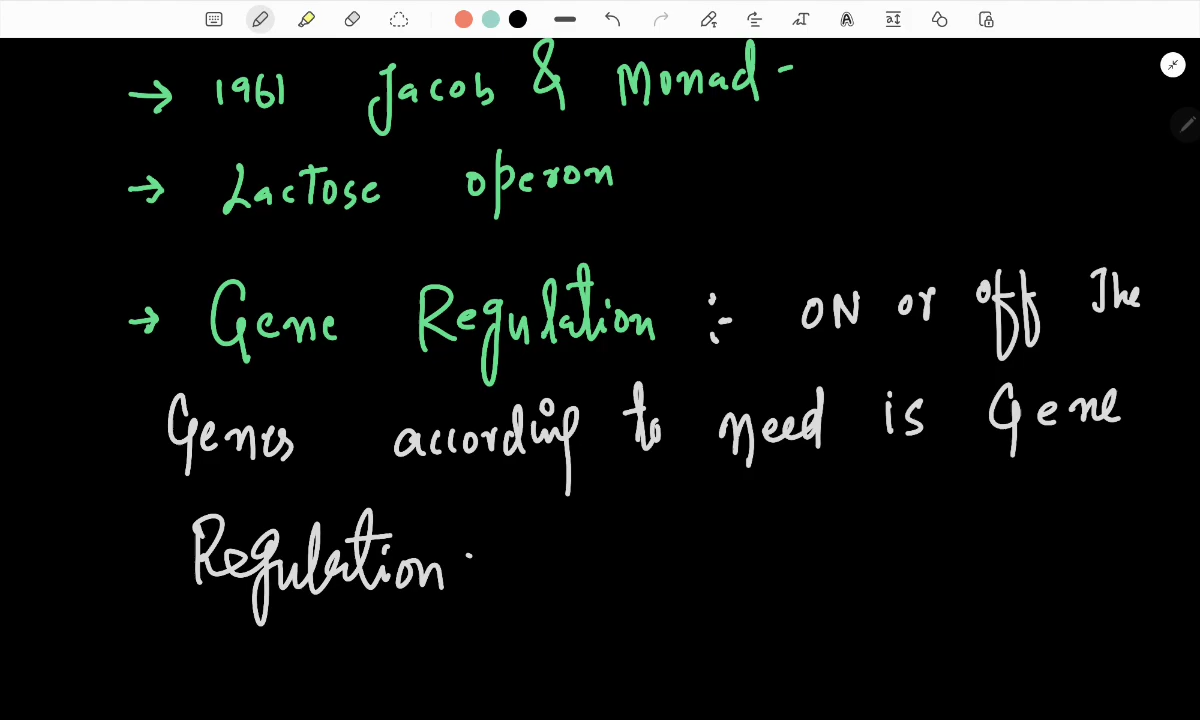 → 1961 Jacob & Monad -
→ Lactose operon
→ Gene Regulation :- ON or off The
Genes according to need is Gene
Regulation .